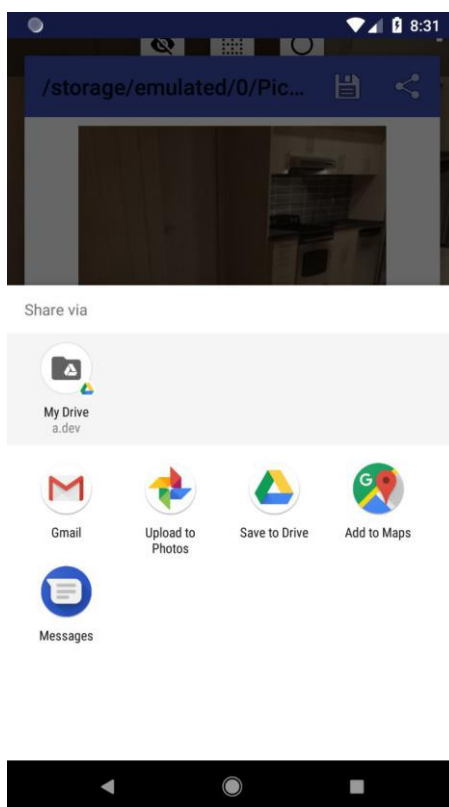 8:31
/storage/emulated/0/Pic...
Share via
My Drive
a.dev
Gmail
Upload to
Photos
Save to Drive
Add to Maps
Messages